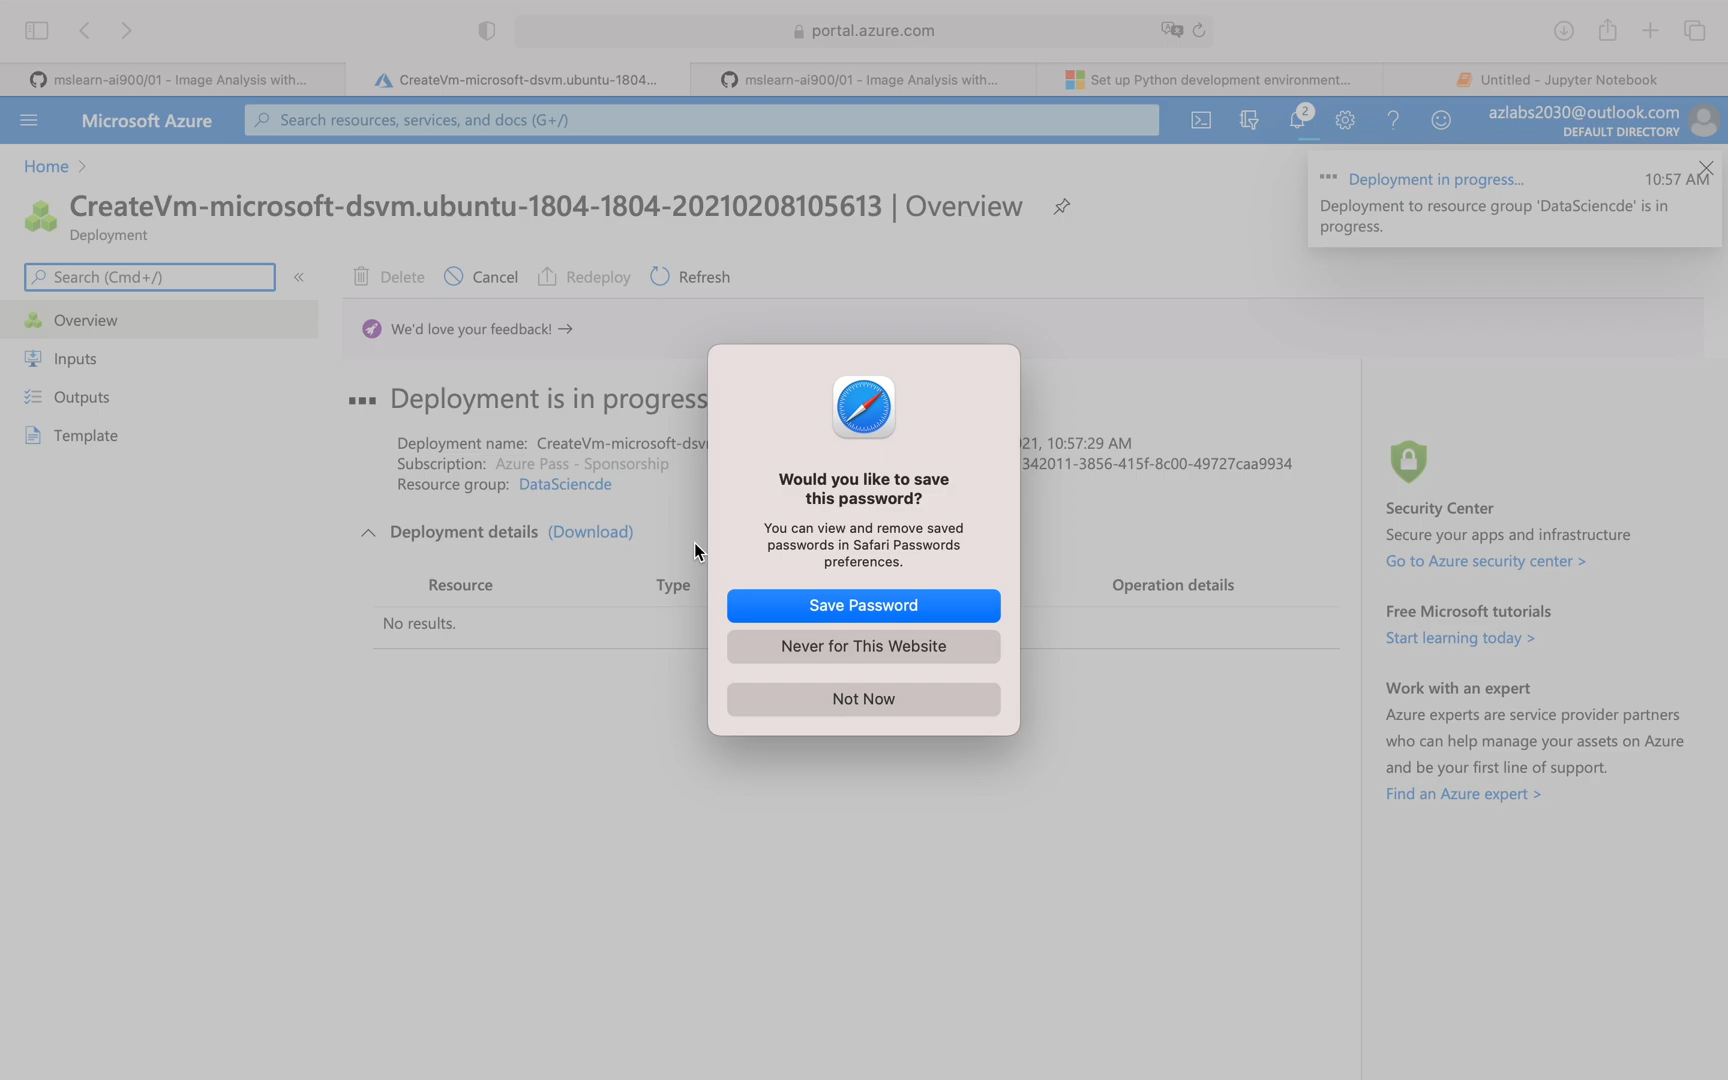 portal.azure.com
mslearn-ai900/01 - Image Analysis with...
CreateVm-microsoft-dsvm.ubuntu-1804...
mslearn-ai900/01 - Image Analysis with...
Set up Python development environment...
Untitled - Jupyter Notebook
Microsoft Azure
Search resources, services, and docs (G+/)
2
azlabs2030@outlook.com
DEFAULT DIRECTORY
Home
CreateVm-microsoft-dsvm.ubuntu-1804-1804-20210208105613 | Overview
Deployment
Deployment in progress...
10:57 AM
Deployment to resource group 'DataSciencde' is in
progress.
Search (Cmd+/)
Delete
Cancel
Redeploy
Refresh
Overview
Inputs
Outputs
Template
We'd love your feedback!
Deployment is in progress
Deployment name: CreateVm-microsoft-dsv
Subscription: Azure Pass - Sponsorship
Resource group: DataSciencde
21, 10:57:29 AM
342011-3856-415f-8c00-49727caa9934
Deployment details (Download)
Resource
Type
Operation details
No results.
Would you like to save
this password?
You can view and remove saved
passwords in Safari Passwords
preferences.
Save Password
Never for This Website
Not Now
Security Center
Secure your apps and infrastructure
Go to Azure security center >
Free Microsoft tutorials
Start learning today >
Work with an expert
Azure experts are service provider partners
who can help manage your assets on Azure
and be your first line of support.
Find an Azure expert >